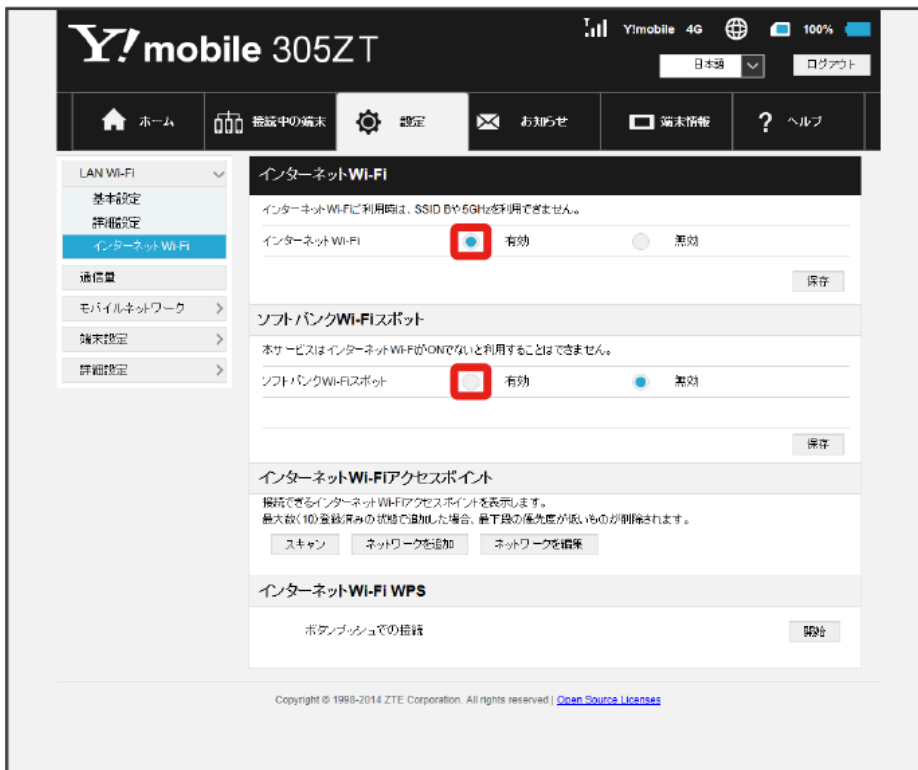 Y! mobile 305ZT
Y!mobile 4G 100%
日本語 ログアウト
ホーム 接続中の端末 設定 お知らせ 端末情報 ? ヘルプ
LAN Wi-Fi
基本設定
詳細設定
インターネットWi-Fi
通信量
モバイルネットワーク
端末設定
詳細設定
インターネットWi-Fi
インターネットWi-Fiご利用時は、SSID Bや5GHzを利用できません。
インターネットWi-Fi 有効 無効
保存
ソフトバンクWi-Fiスポット
本サービスはインターネットWi-FiがONでないと利用することはできません。
ソフトバンクWi-Fiスポット 有効 無効
保存
インターネットWi-Fiアクセスポイント
接続できるインターネットWi-Fiアクセスポイントを表示します。
最大数(10)登録済みの状態で追加した場合、最下段の優先度が低いものが削除されます。
スキャン ネットワークを追加 ネットワークを編集
インターネットWi-Fi WPS
ボタンプッシュでの接続 開始
Copyright © 1998-2014 ZTE Corporation. All rights reserved | Open Source Licenses